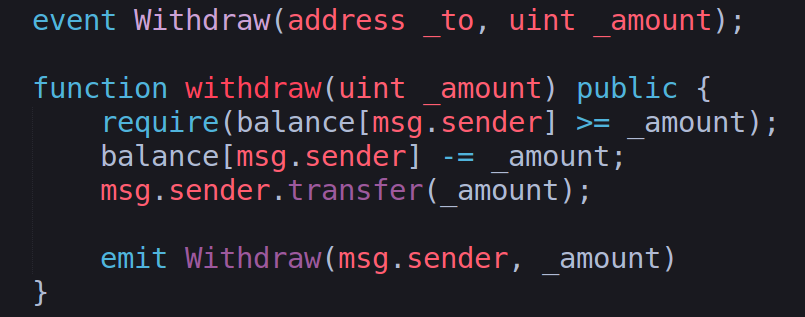 event Withdraw(address _to, uint _amount);

function withdraw(uint _amount) public {
    require(balance[msg.sender] >= _amount);
    balance[msg.sender] -= _amount;
    msg.sender.transfer(_amount);

    emit Withdraw(msg.sender, _amount)
}